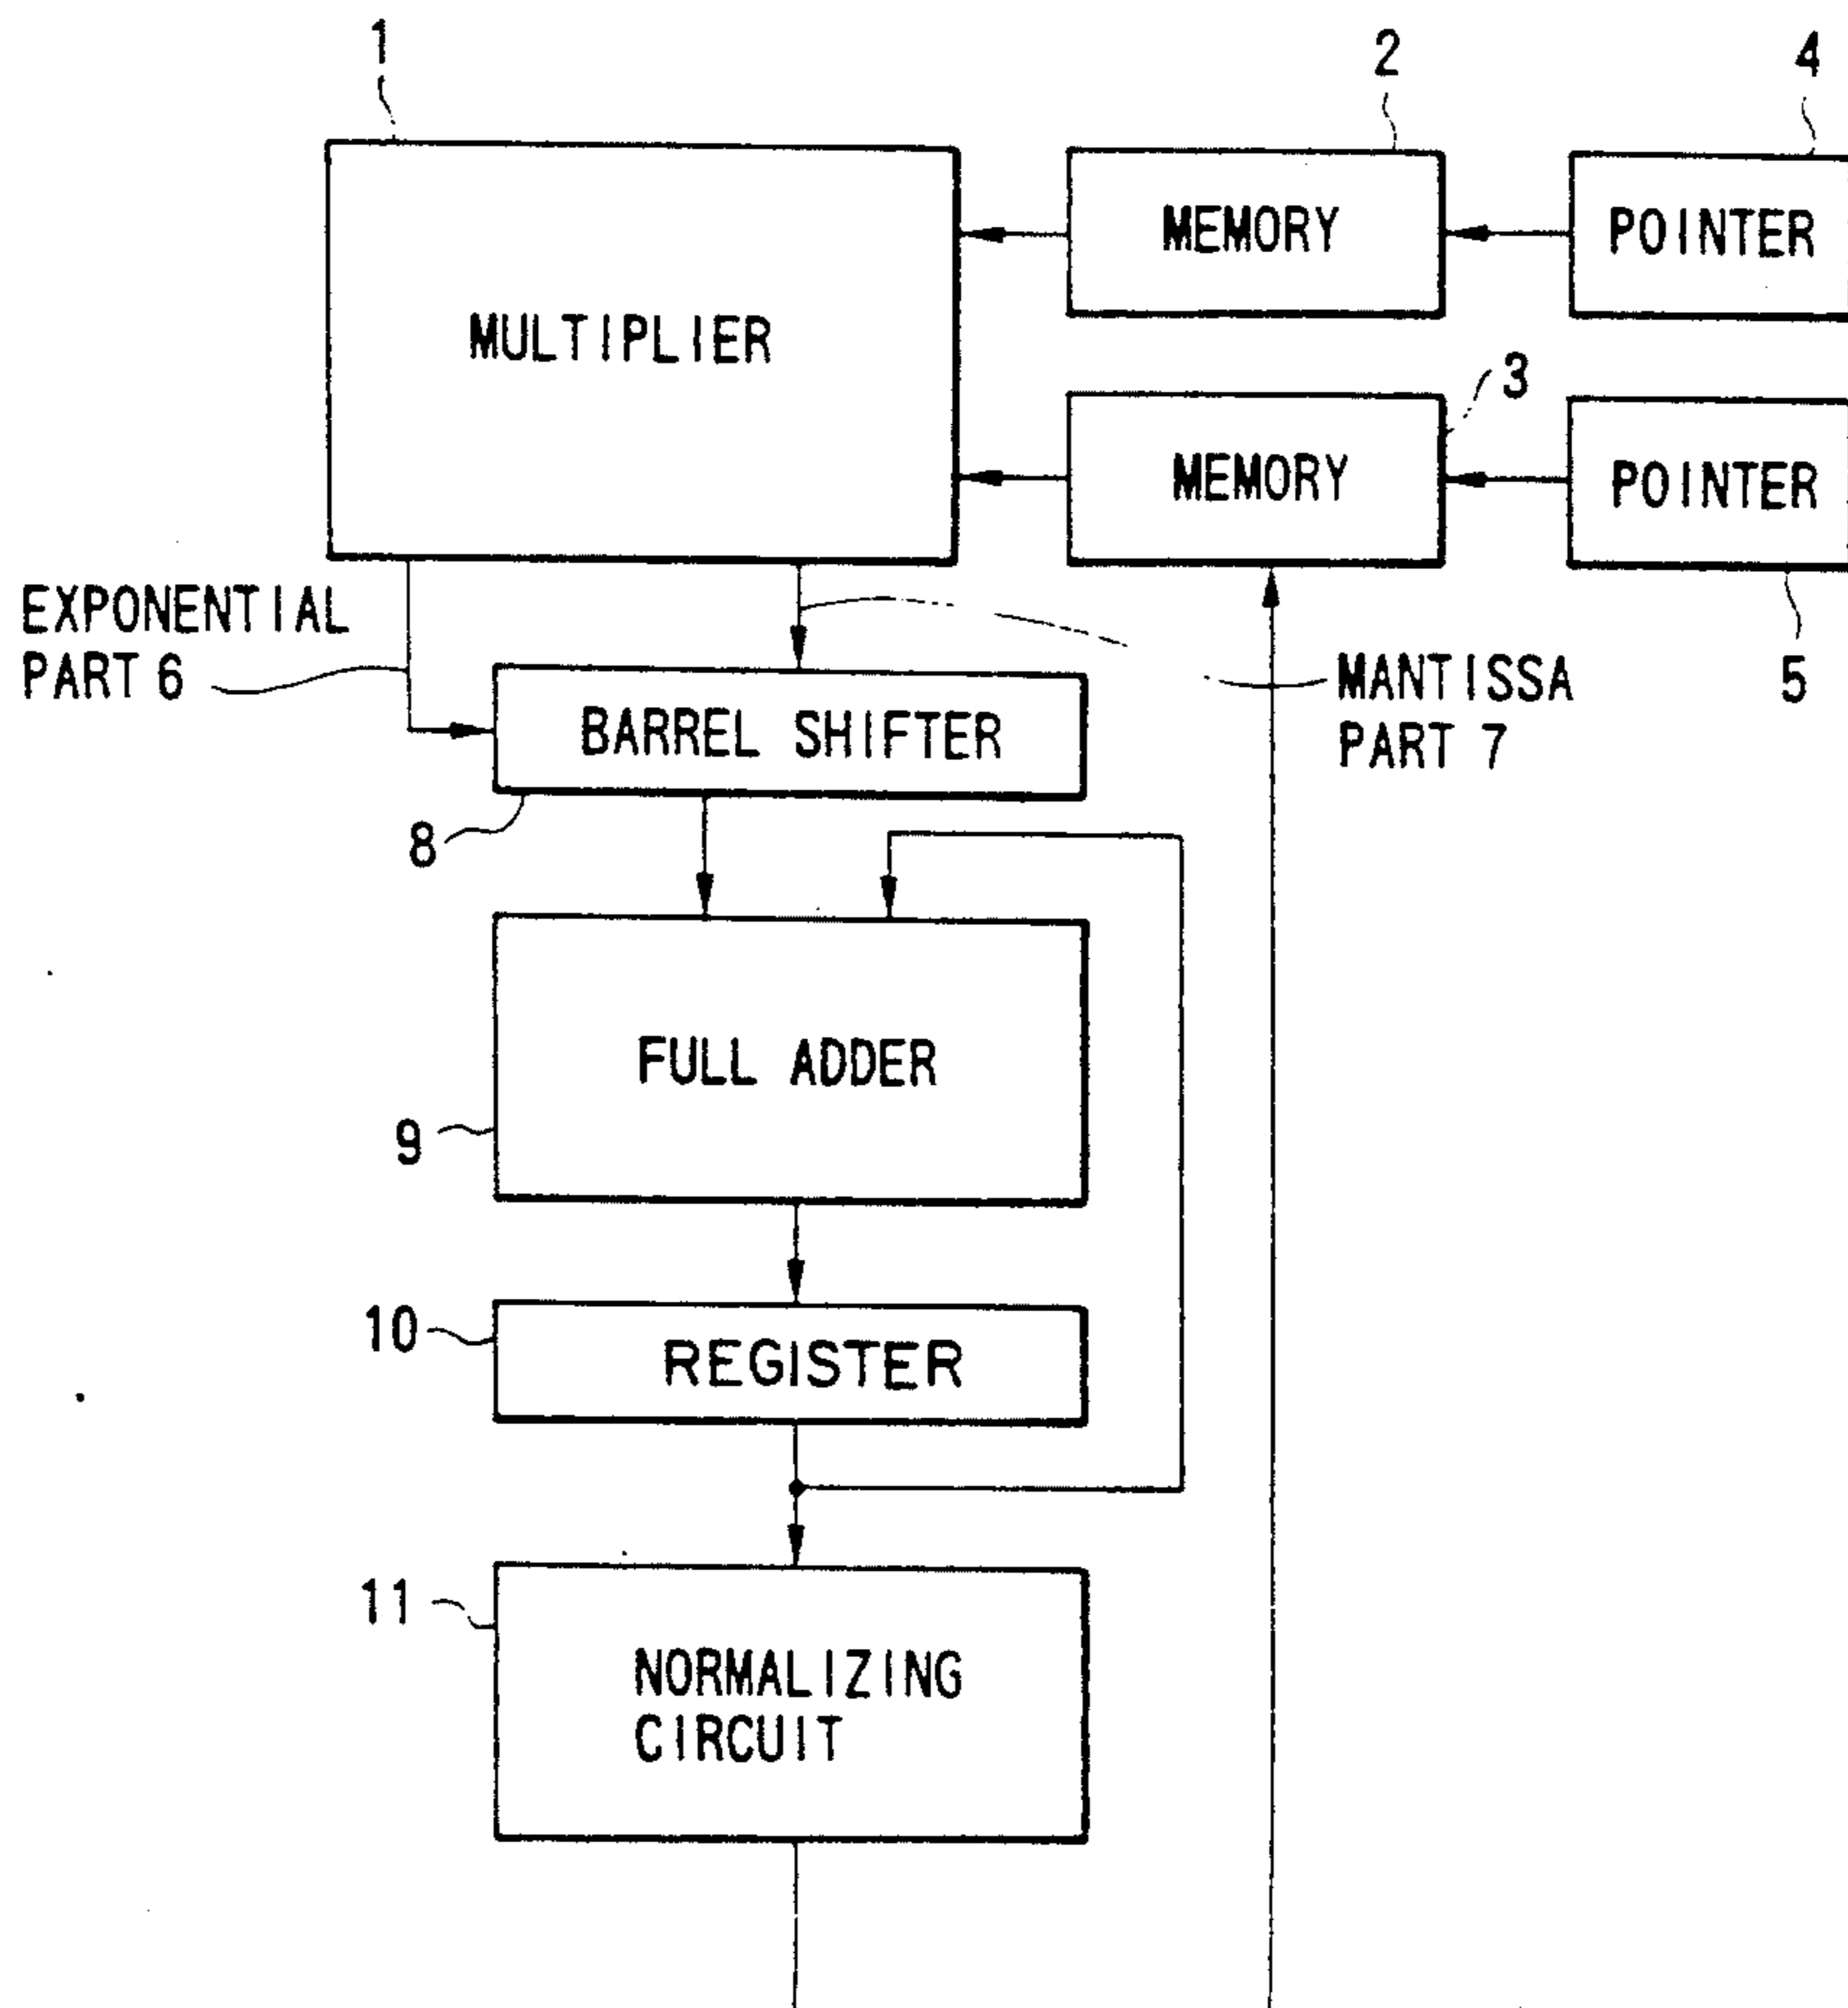 1
2
4
MEMORY
POINTER
MULTIPLIER
3
MEMORY
POINTER
EXPONENTIAL
PART 6
MANTISSA
PART 7
5
BARREL SHIFTER
8
FULL ADDER
9
10
REGISTER
11
NORMALIZING
CIRCUIT